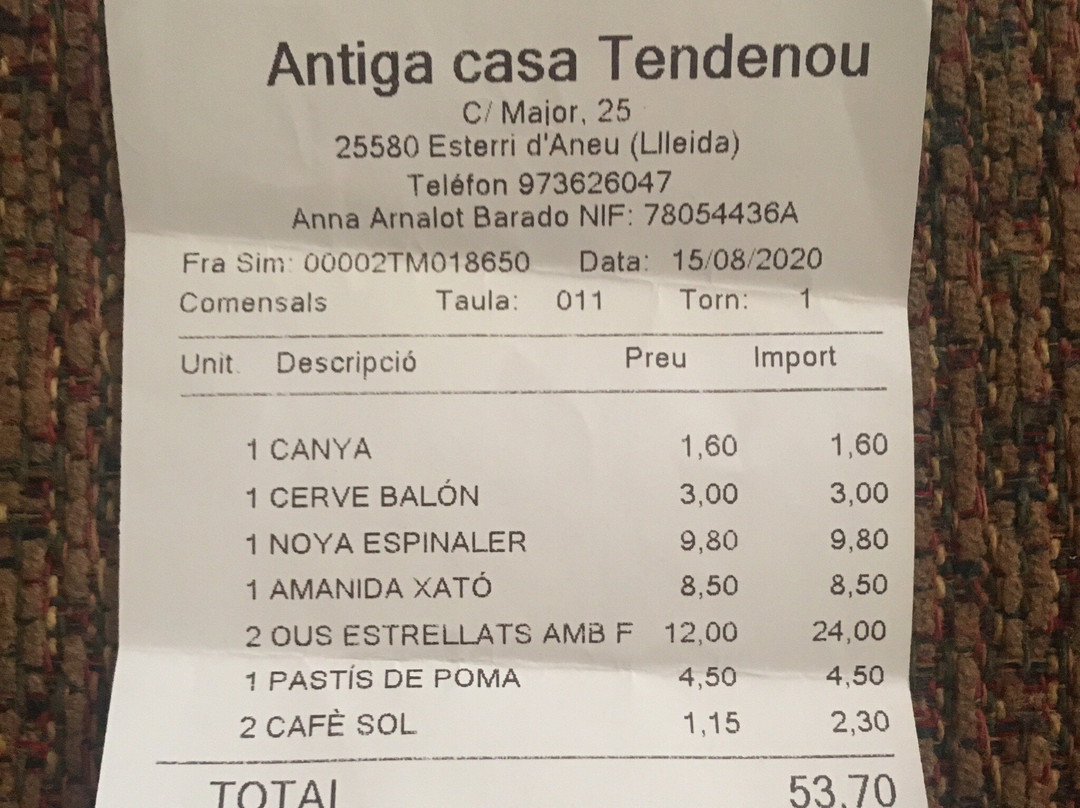 Antiga casa Tendenou
C/ Major, 25
25580 Esterri d'Aneu (Llleida)
Teléfon 973626047
Anna Arnalot Barado NIF: 78054436A
Fra Sim: 00002TM018650 Data: 15/08/2020
Comensals Taula: 011 Torn: 1
Unit. Descripció Preu Import
1 CANYA 1,60 1,60
1 CERVE BALÓN 3,00 3,00
1 NOYA ESPINALER 9,80 9,80
1 AMANIDA XATÓ 8,50 8,50
2 OUS ESTRELLATS AMB F 12,00 24,00
1 PASTÍS DE POMA 4,50 4,50
2 CAFÈ SOL 1,15 2,30
TOTAL 53,70